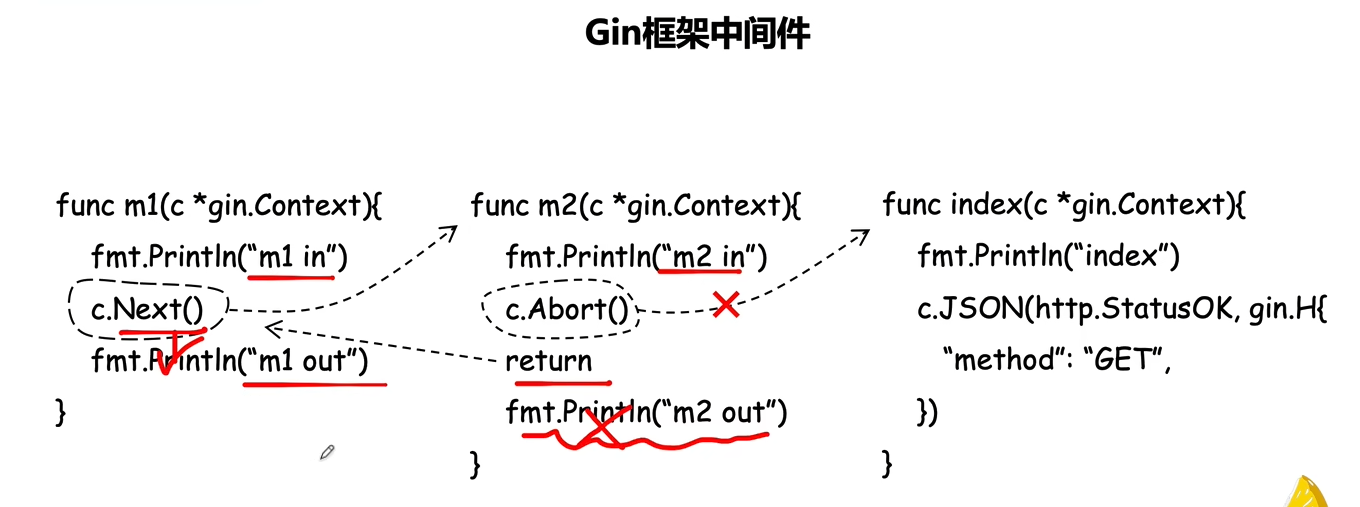 Gin框架中间件
func m1(c *gin.Context){
fmt.Println(“m1 in”)
c.Next()
fmt.Println(“m1 out”)
}
func m2(c *gin.Context){
fmt.Println(“m2 in”)
c.Abort()
return
fmt.Println(“m2 out”)
}
func index(c *gin.Context){
fmt.Println(“index”)
c.JSON(http.StatusOK, gin.H{
“method”: “GET”,
})
}